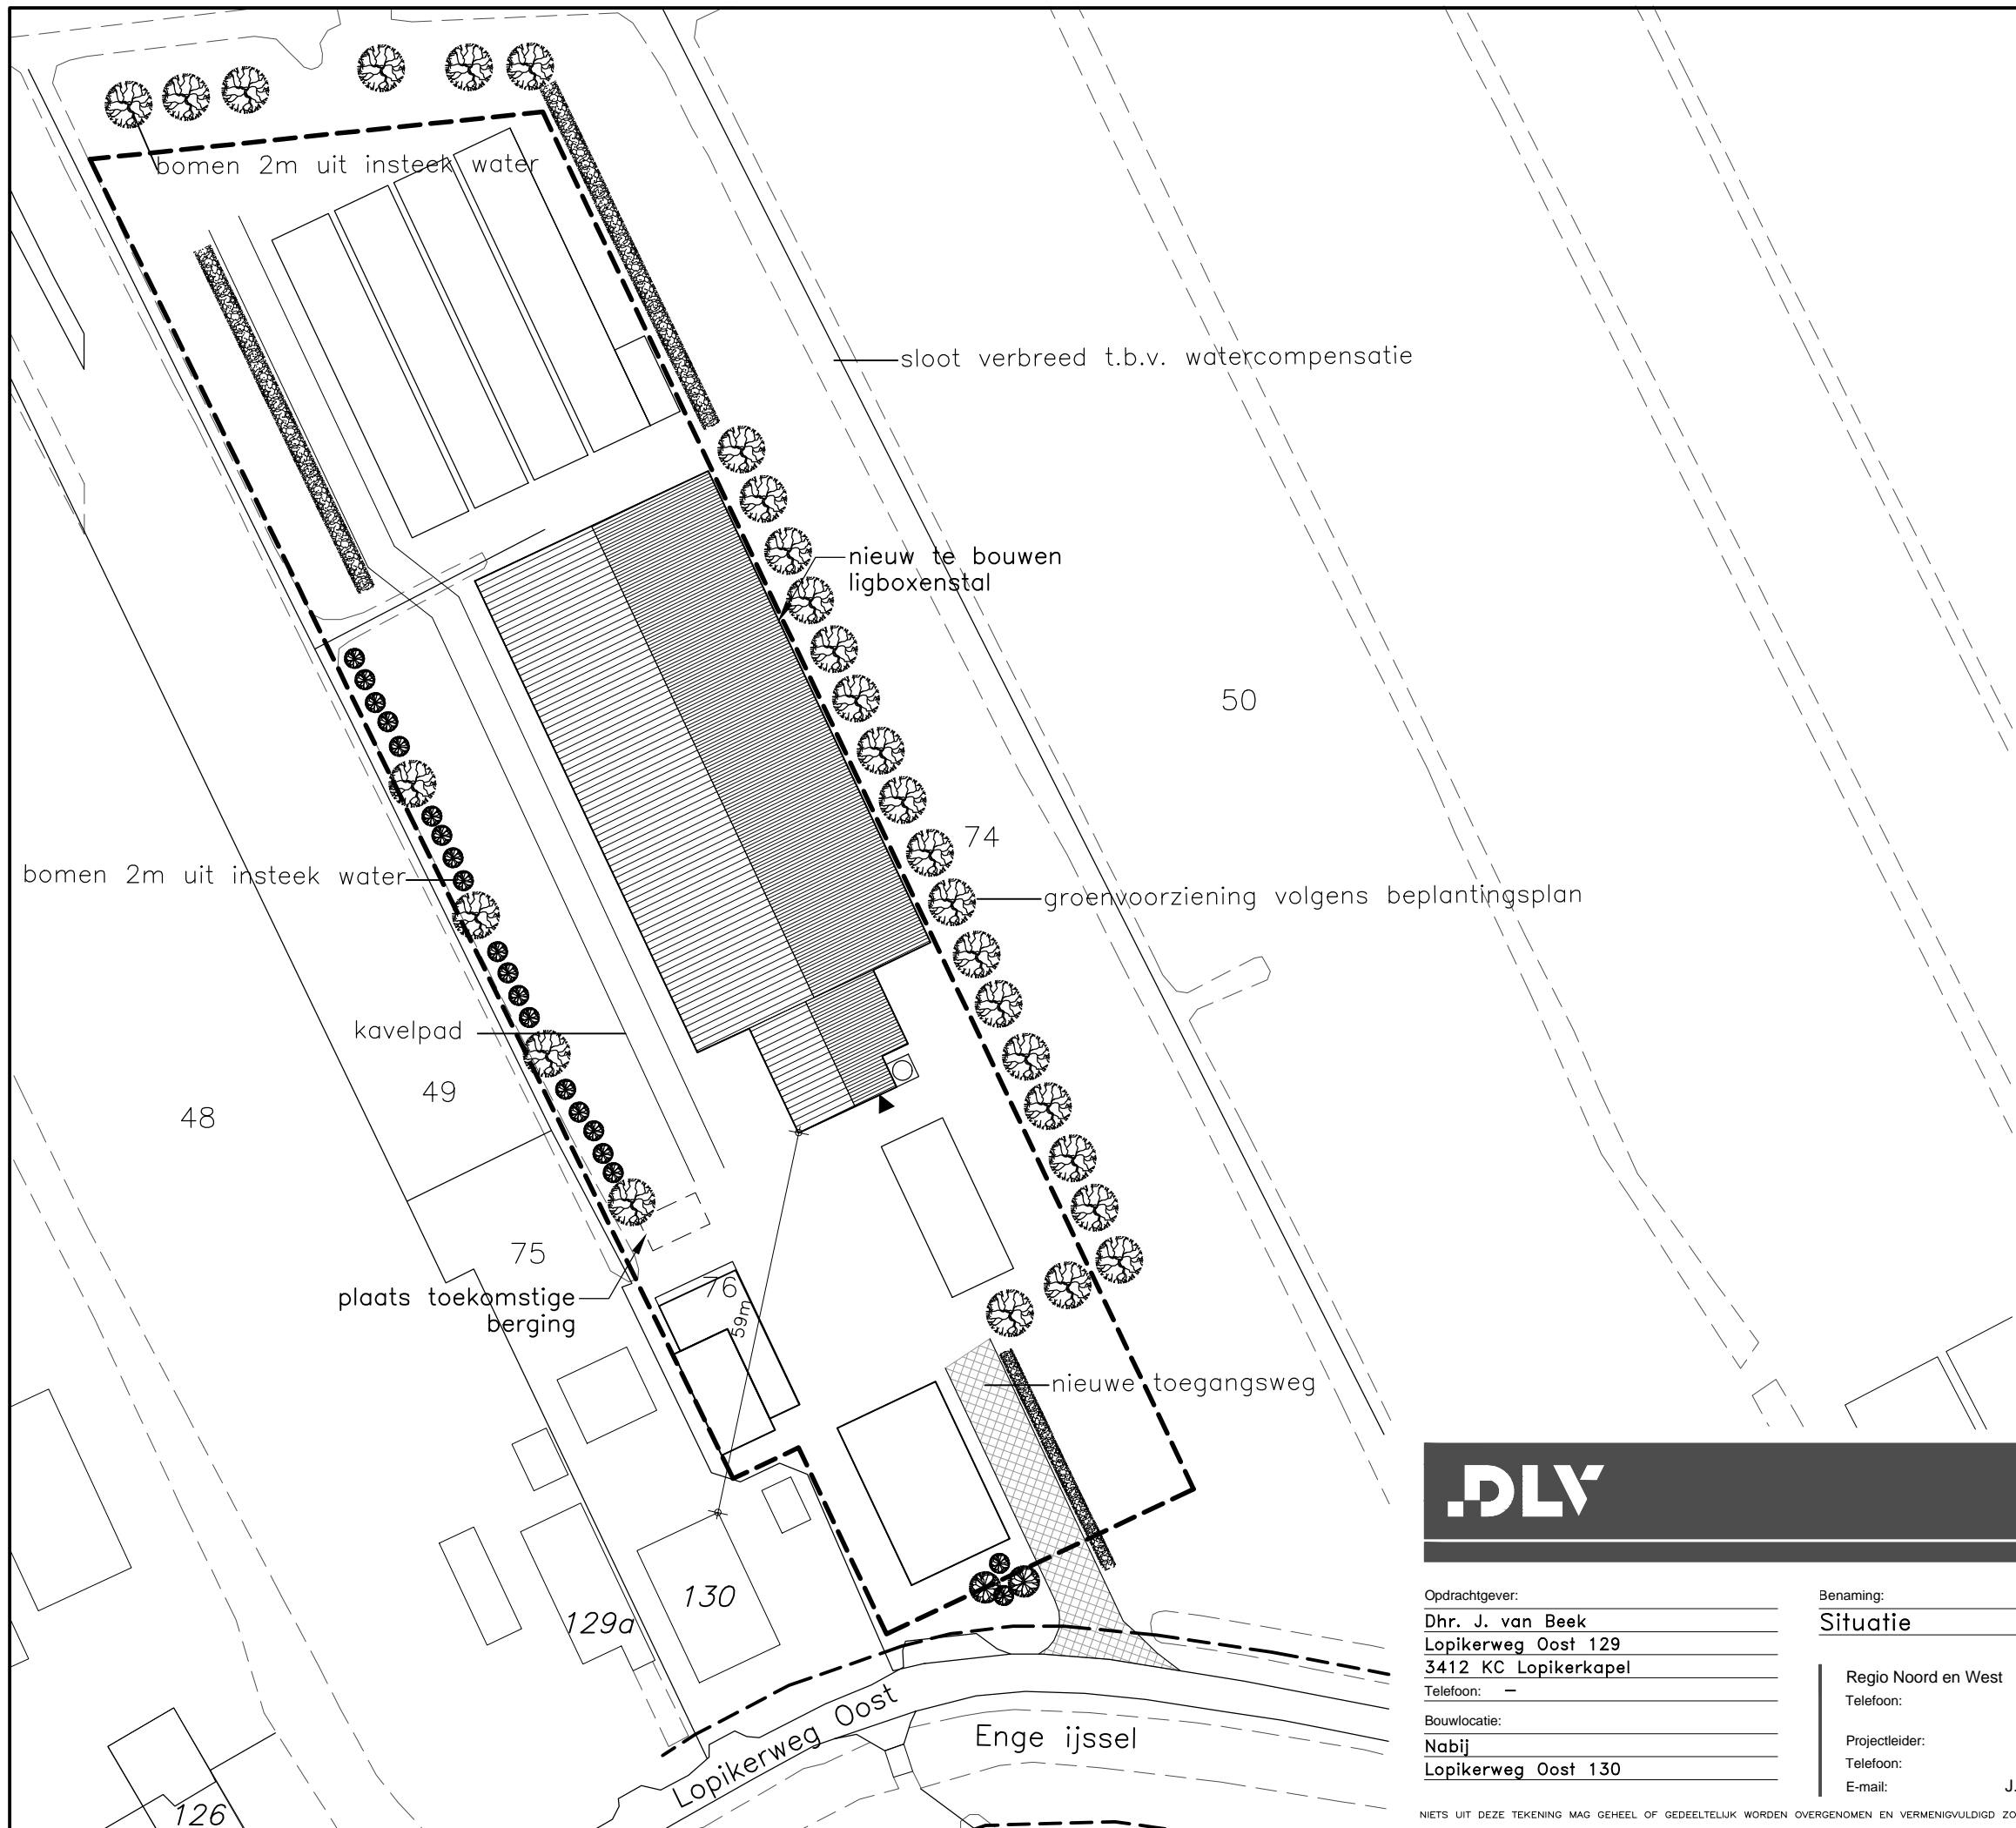 bomen 2m uit insteek water
sloot verbreed t.b.v. watercompensatie
nieuw te bouwen
ligboxenstal
50
74
bomen 2m uit insteek water
groenvoorziening volgens beplantingsplan
kavelpad
49
48
75
76
plaats toekomstige
berging
59m
nieuwe toegangsweg
130
129a
Lopikerweg Oost
Enge ijssel
126
.DLV
Opdrachtgever:
Dhr. J. van Beek
Lopikerweg Oost 129
3412 KC Lopikerkapel
Telefoon: –
Bouwlocatie:
Nabij
Lopikerweg Oost 130
Benaming:
Situatie
Regio Noord en West
Telefoon:
Projectleider:
Telefoon:
E-mail: J.
NIETS UIT DEZE TEKENING MAG GEHEEL OF GEDEELTELIJK WORDEN OVERGENOMEN EN VERMENIGVULDIGD ZO